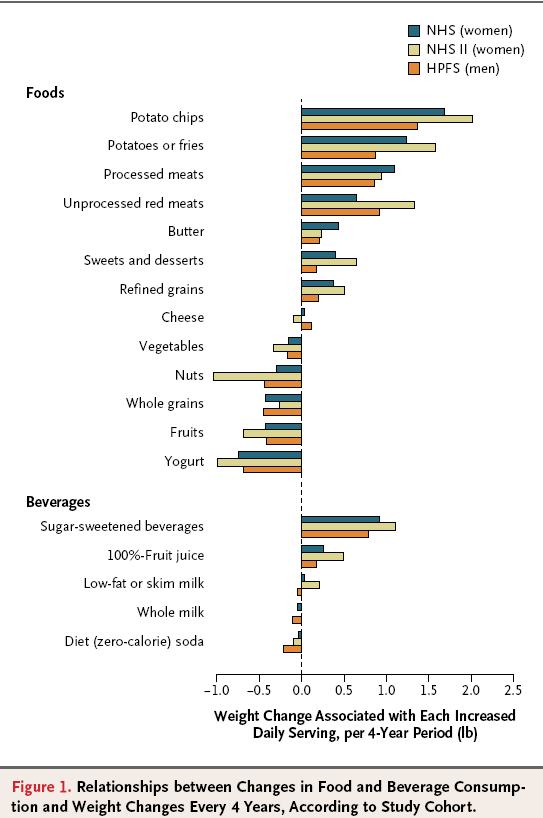 NHS (women)
NHS II (women)
HPFS (men)
Foods
Potato chips
Potatoes or fries
Processed meats
Unprocessed red meats
Butter
Sweets and desserts
Refined grains
Cheese
Vegetables
Nuts
Whole grains
Fruits
Yogurt
Beverages
Sugar-sweetened beverages
100%-Fruit juice
Low-fat or skim milk
Whole milk
Diet (zero-calorie) soda
−1.0 −0.5 0.0 0.5 1.0 1.5 2.0 2.5
Weight Change Associated with Each Increased
Daily Serving, per 4-Year Period (lb)
Figure 1. Relationships between Changes in Food and Beverage Consump-
tion and Weight Changes Every 4 Years, According to Study Cohort.